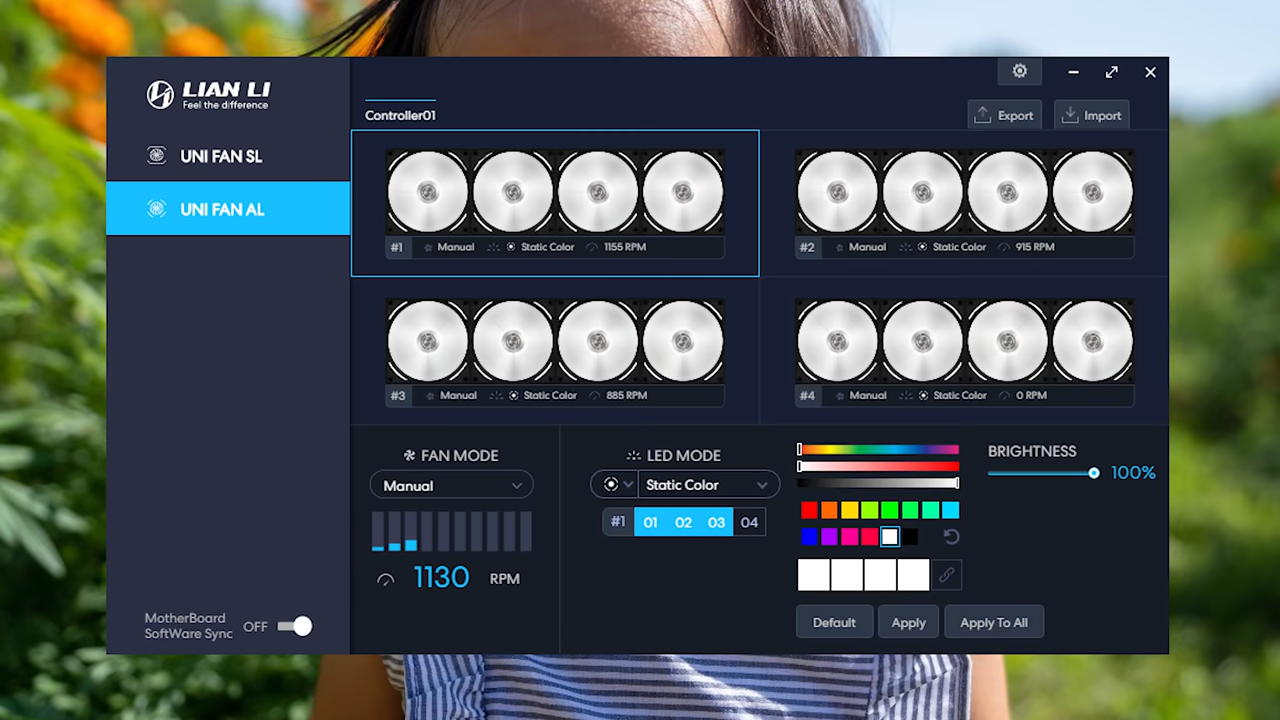 LIAN LI
Feel the difference
UNI FAN SL
UNI FAN AL
MotherBoard
SoftWare Sync
OFF
Controller01
Export
Import
#1 Manual Static Color 1155 RPM
#2 Manual Static Color 915 RPM
#3 Manual Static Color 885 RPM
#4 Manual Static Color 0 RPM
FAN MODE
Manual
1130 RPM
LED MODE
Static Color
#1 01 02 03 04
BRIGHTNESS
100%
Default
Apply
Apply To All